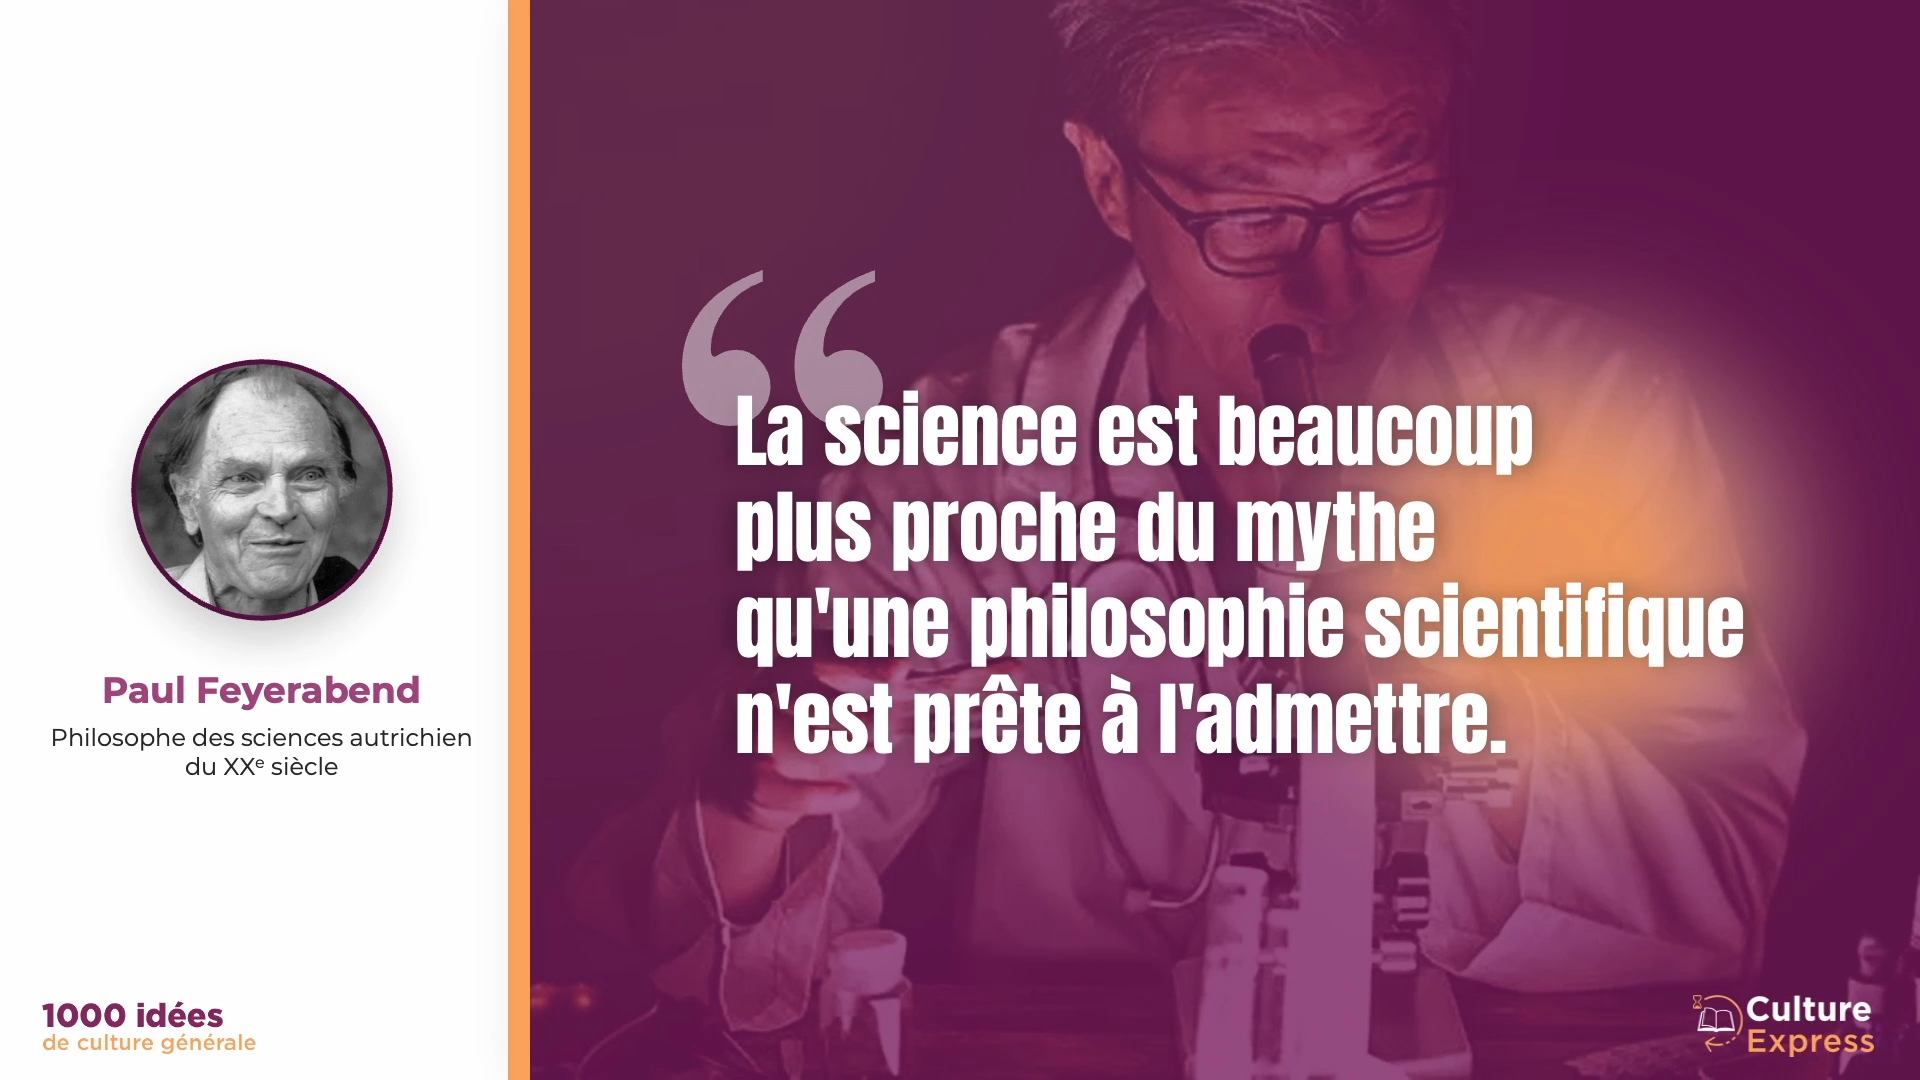 Paul Feyerabend
Philosophe des sciences autrichien
du XXᵉ siècle
1000 idées
de culture générale
“
La science est beaucoup
plus proche du mythe
qu'une philosophie scientifique
n'est prête à l'admettre.
Culture
Express